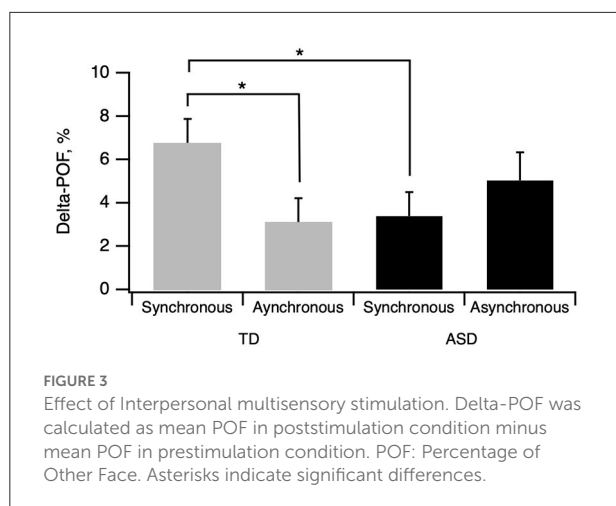 *
*
10
8
6
4
2
0
Delta-POF, %
Synchronous Aynchronous Synchronous Asynchronous
TD ASD
FIGURE 3
Effect of Interpersonal multisensory stimulation. Delta-POF was
calculated as mean POF in poststimulation condition minus
mean POF in prestimulation condition. POF: Percentage of
Other Face. Asterisks indicate significant differences.